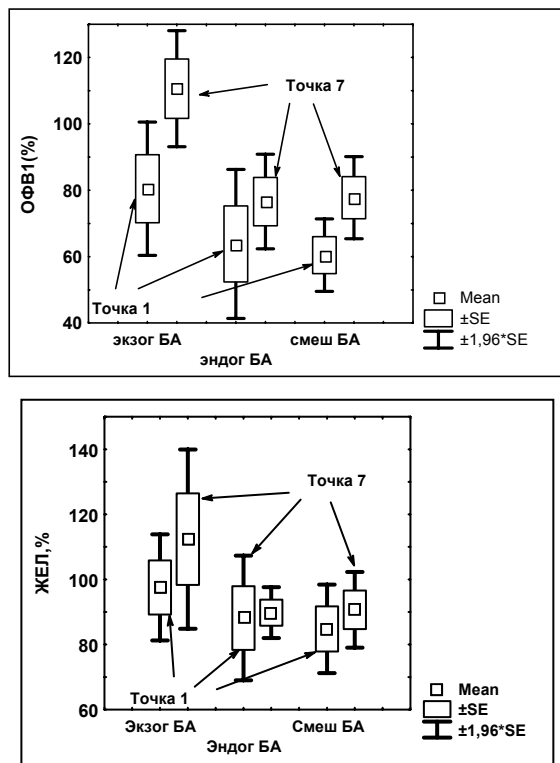 120
100
80
60
40
ОФВ1(%)
Точка 7
Точка 1
экзог БА
эндог БА
смеш БА
Mean
±SE
±1,96*SE
140
120
100
80
60
ЖЕЛ,%
Точка 7
Точка 1
Экзог БА
Эндог БА
Смеш БА
Mean
±SE
±1,96*SE